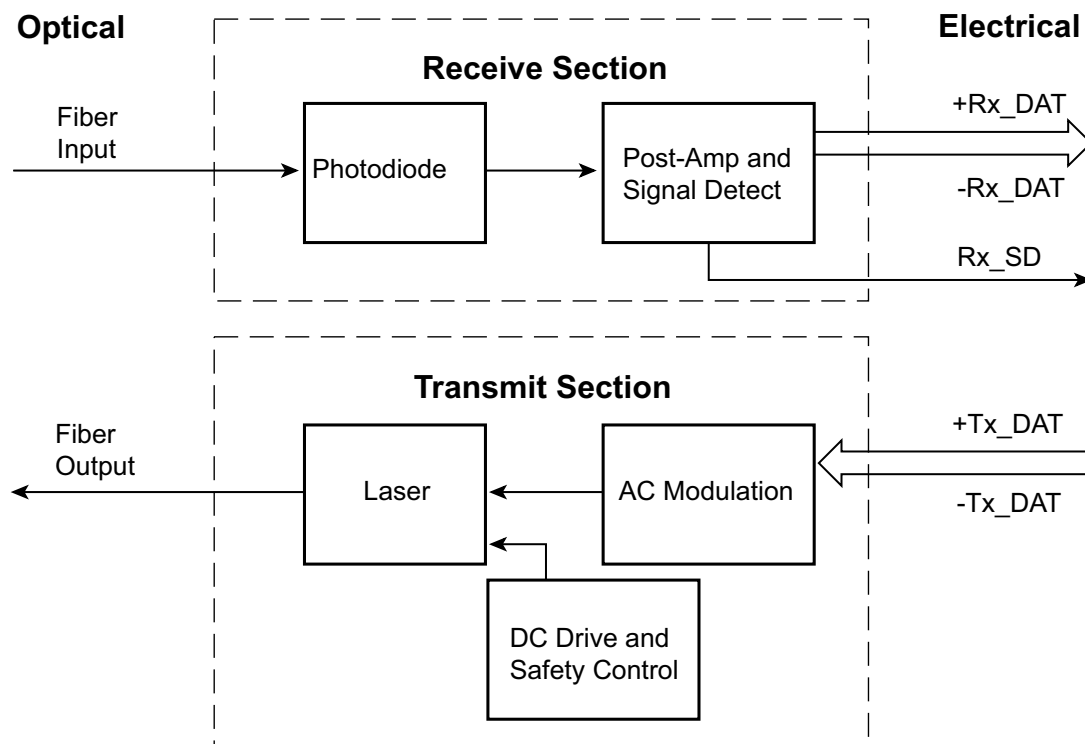 Optical
Electrical
Receive Section
Fiber
Input
Photodiode
Post-Amp and
Signal Detect
+Rx_DAT
-Rx_DAT
Rx_SD
Transmit Section
Fiber
Output
Laser
AC Modulation
+Tx_DAT
-Tx_DAT
DC Drive and
Safety Control